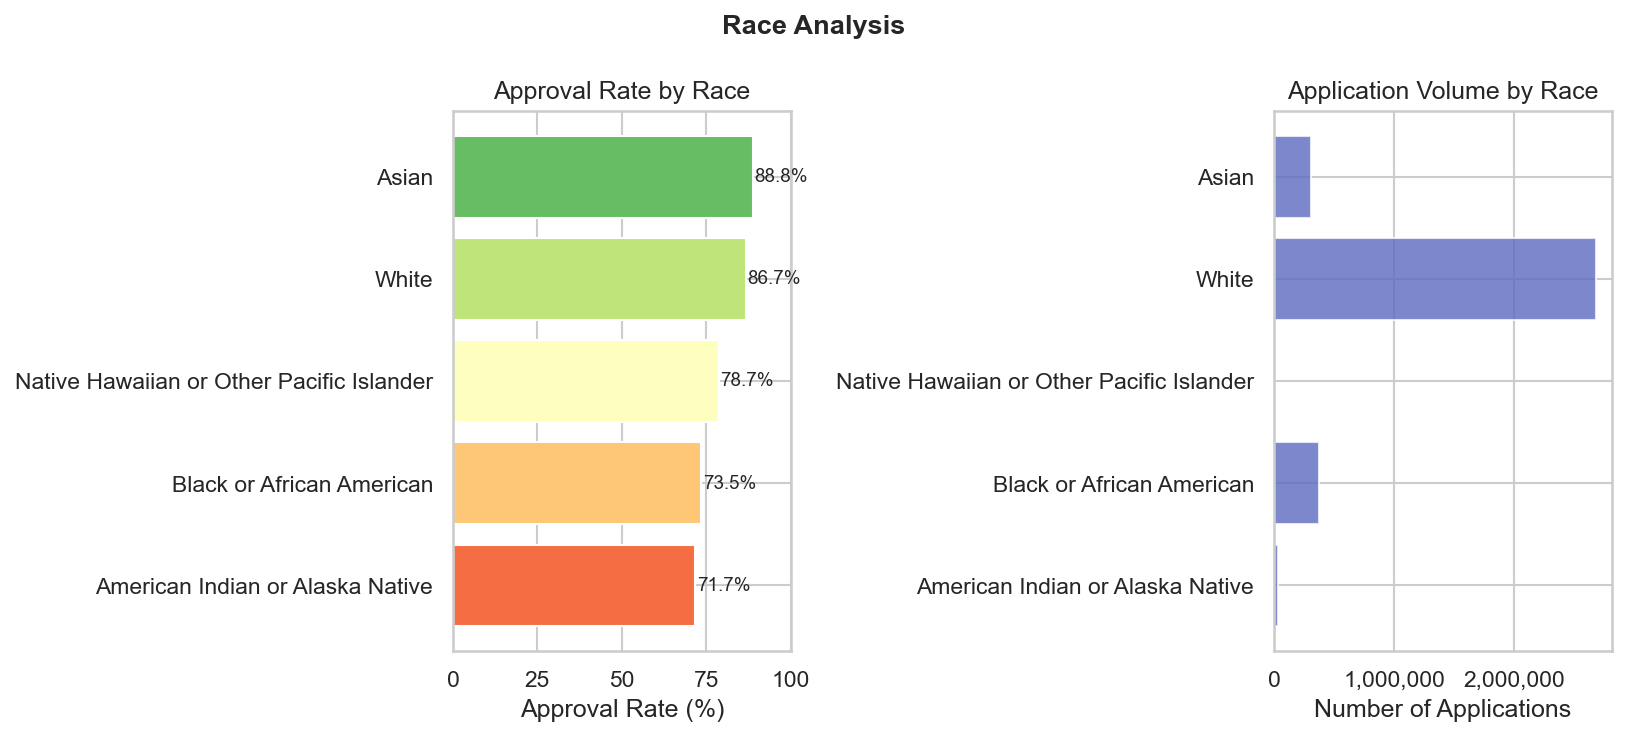 Race Analysis
Approval Rate by Race
Asian
88.8%
White
86.7%
Native Hawaiian or Other Pacific Islander
78.7%
Black or African American
73.5%
American Indian or Alaska Native
71.7%
0 25 50 75 100
Approval Rate (%)
Application Volume by Race
Asian
White
Native Hawaiian or Other Pacific Islander
Black or African American
American Indian or Alaska Native
0 1,000,000 2,000,000
Number of Applications